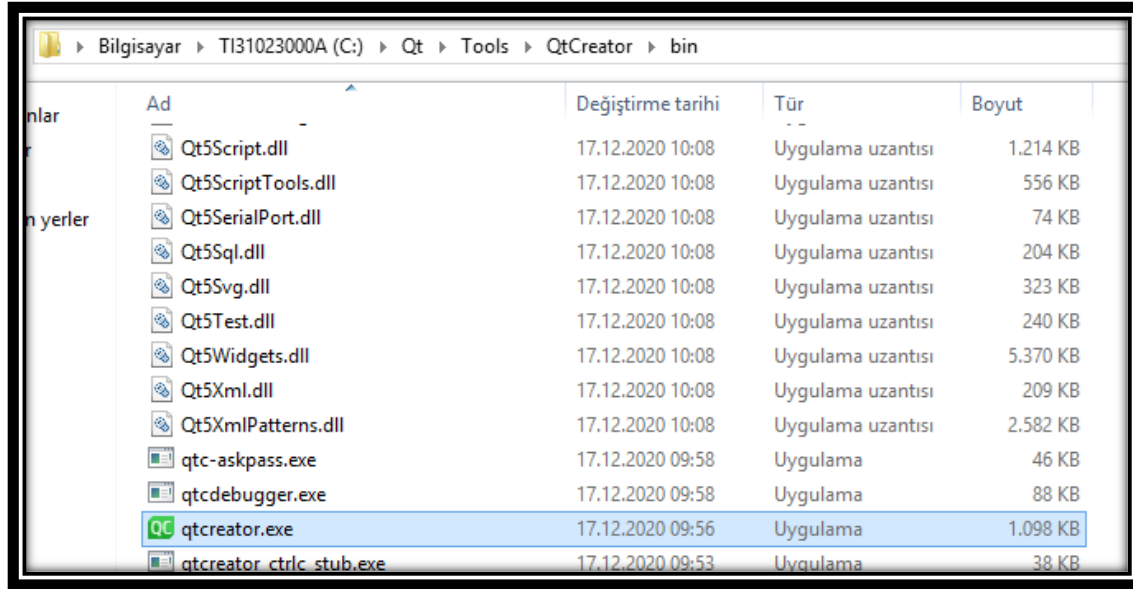 Bilgisayar TI31023000A (C:) Qt Tools QtCreator bin
Ad Değiştirme tarihi Tür Boyut
nlar
Qt5Script.dll 17.12.2020 10:08 Uygulama uzantısı 1.214 KB
Qt5ScriptTools.dll 17.12.2020 10:08 Uygulama uzantısı 556 KB
n yerler
Qt5SerialPort.dll 17.12.2020 10:08 Uygulama uzantısı 74 KB
Qt5Sql.dll 17.12.2020 10:08 Uygulama uzantısı 204 KB
Qt5Svg.dll 17.12.2020 10:08 Uygulama uzantısı 323 KB
Qt5Test.dll 17.12.2020 10:08 Uygulama uzantısı 240 KB
Qt5Widgets.dll 17.12.2020 10:08 Uygulama uzantısı 5.370 KB
Qt5Xml.dll 17.12.2020 10:08 Uygulama uzantısı 209 KB
Qt5XmlPatterns.dll 17.12.2020 10:08 Uygulama uzantısı 2.582 KB
qtc-askpass.exe 17.12.2020 09:58 Uygulama 46 KB
qtcdebugger.exe 17.12.2020 09:58 Uygulama 88 KB
QC qtcreator.exe 17.12.2020 09:56 Uygulama 1.098 KB
qtcreator_ctrlc_stub.exe 17.12.2020 09:53 Uygulama 38 KB